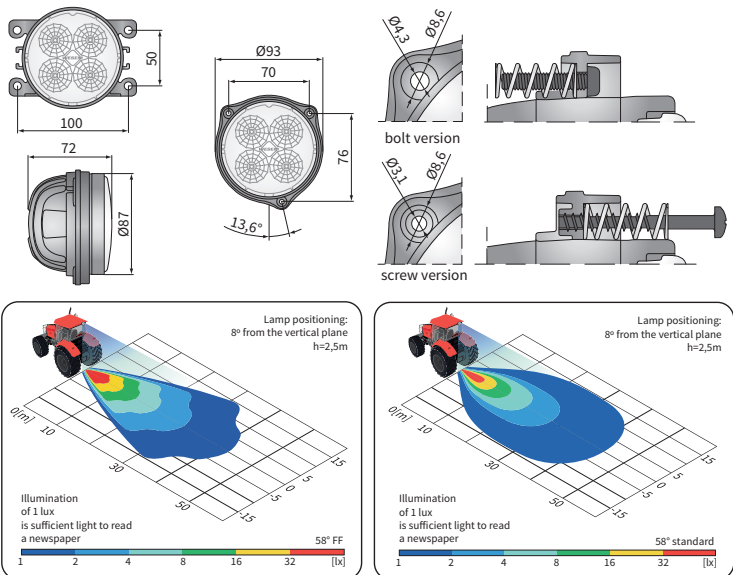 50
100
Ø93
70
76
13,6°
72
Ø87
Ø4,3
Ø8,6
bolt version
Ø3,1
Ø8,6
screw version
Lamp positioning:
8º from the vertical plane
h=2,5m
0[m]
10
30
50
-15
-5
0
5
15
Illumination
of 1 lux
is sufficient light to read
a newspaper
58° FF
1 2 4 8 16 32 [lx]
Lamp positioning:
8º from the vertical plane
h=2,5m
0[m]
10
30
50
-15
-5
0
5
15
Illumination
of 1 lux
is sufficient light to read
a newspaper
58° standard
1 2 4 8 16 32 [lx]